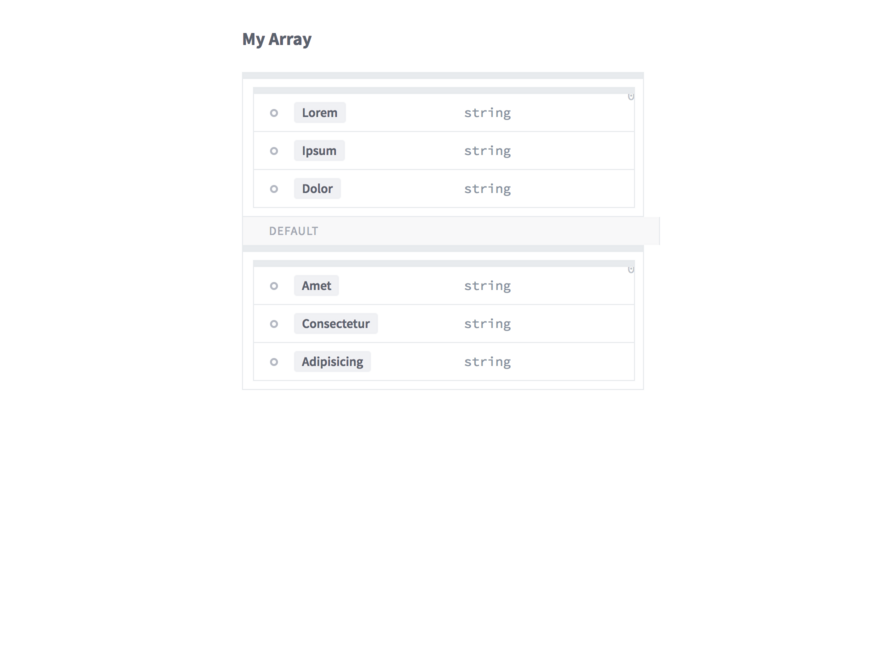 My Array
Lorem string
Ipsum string
Dolor string
DEFAULT
Amet string
Consectetur string
Adipisicing string